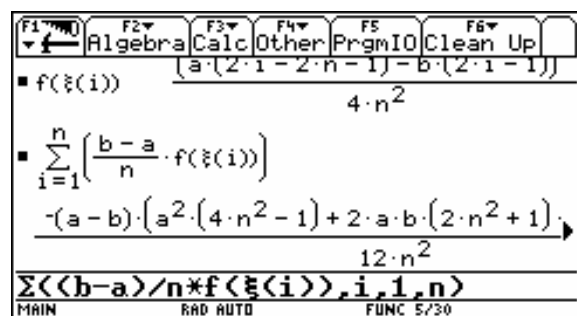 F1 F2 Algebra F3 Calc F4 Other F5 PrgmIO F6 Clean Up
▪ f(ξ(i)) (a·(2·i − 2·n − 1) − b·(2·i − 1)) / 4·n²
▪ n Σ i=1 ((b − a)/n · f(ξ(i)))
-(a − b)·(a²·(4·n² − 1) + 2·a·b·(2·n² + 1) · / 12·n²
Σ((b-a)/n*f(ξ(i)),i,1,n)
MAIN RAD AUTO FUNC 5/30